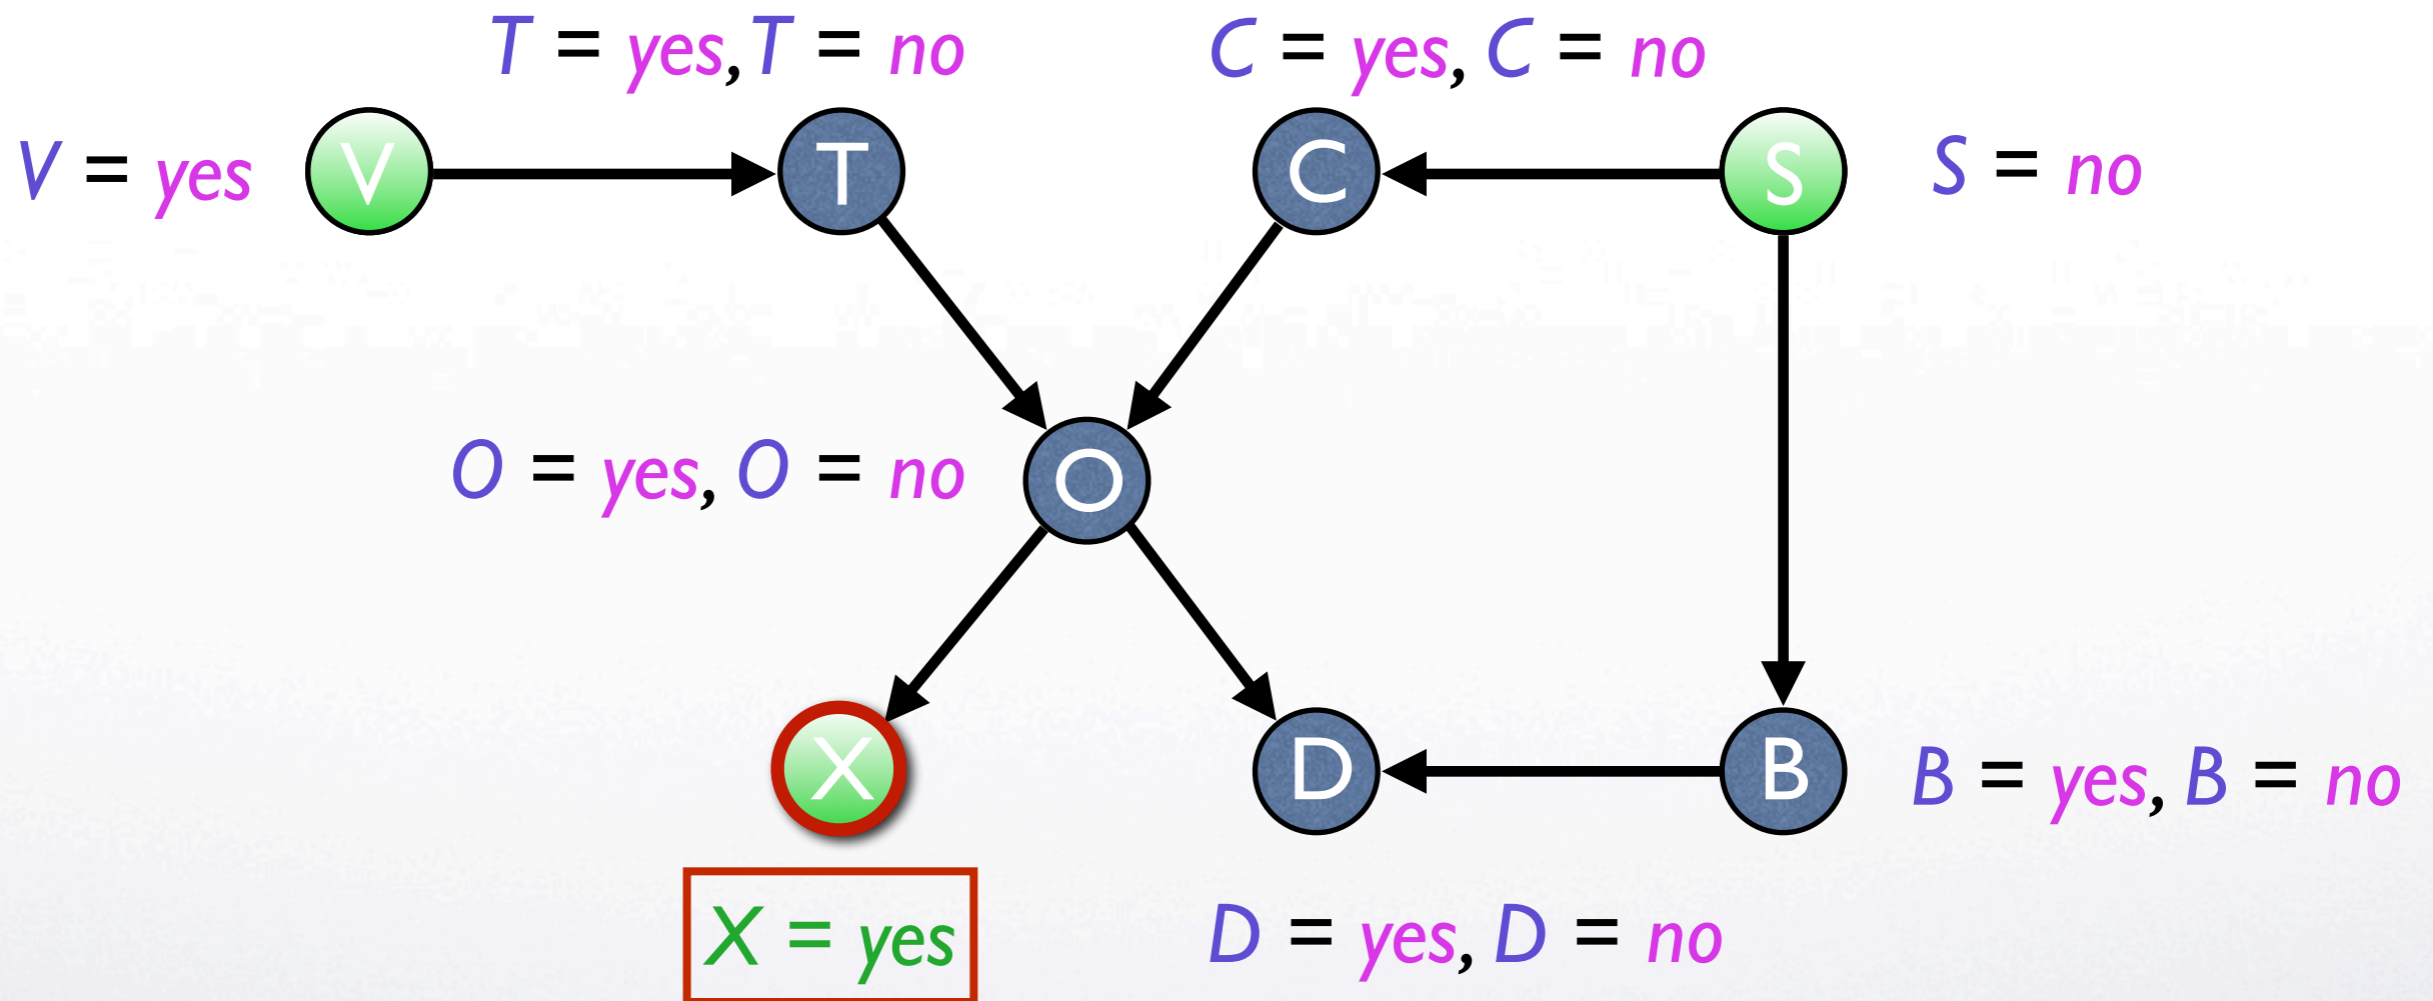 T = yes, T = no
C = yes, C = no
V = yes
V
T
C
S
S = no
O = yes, O = no
O
X
D
B
B = yes, B = no
X = yes
D = yes, D = no